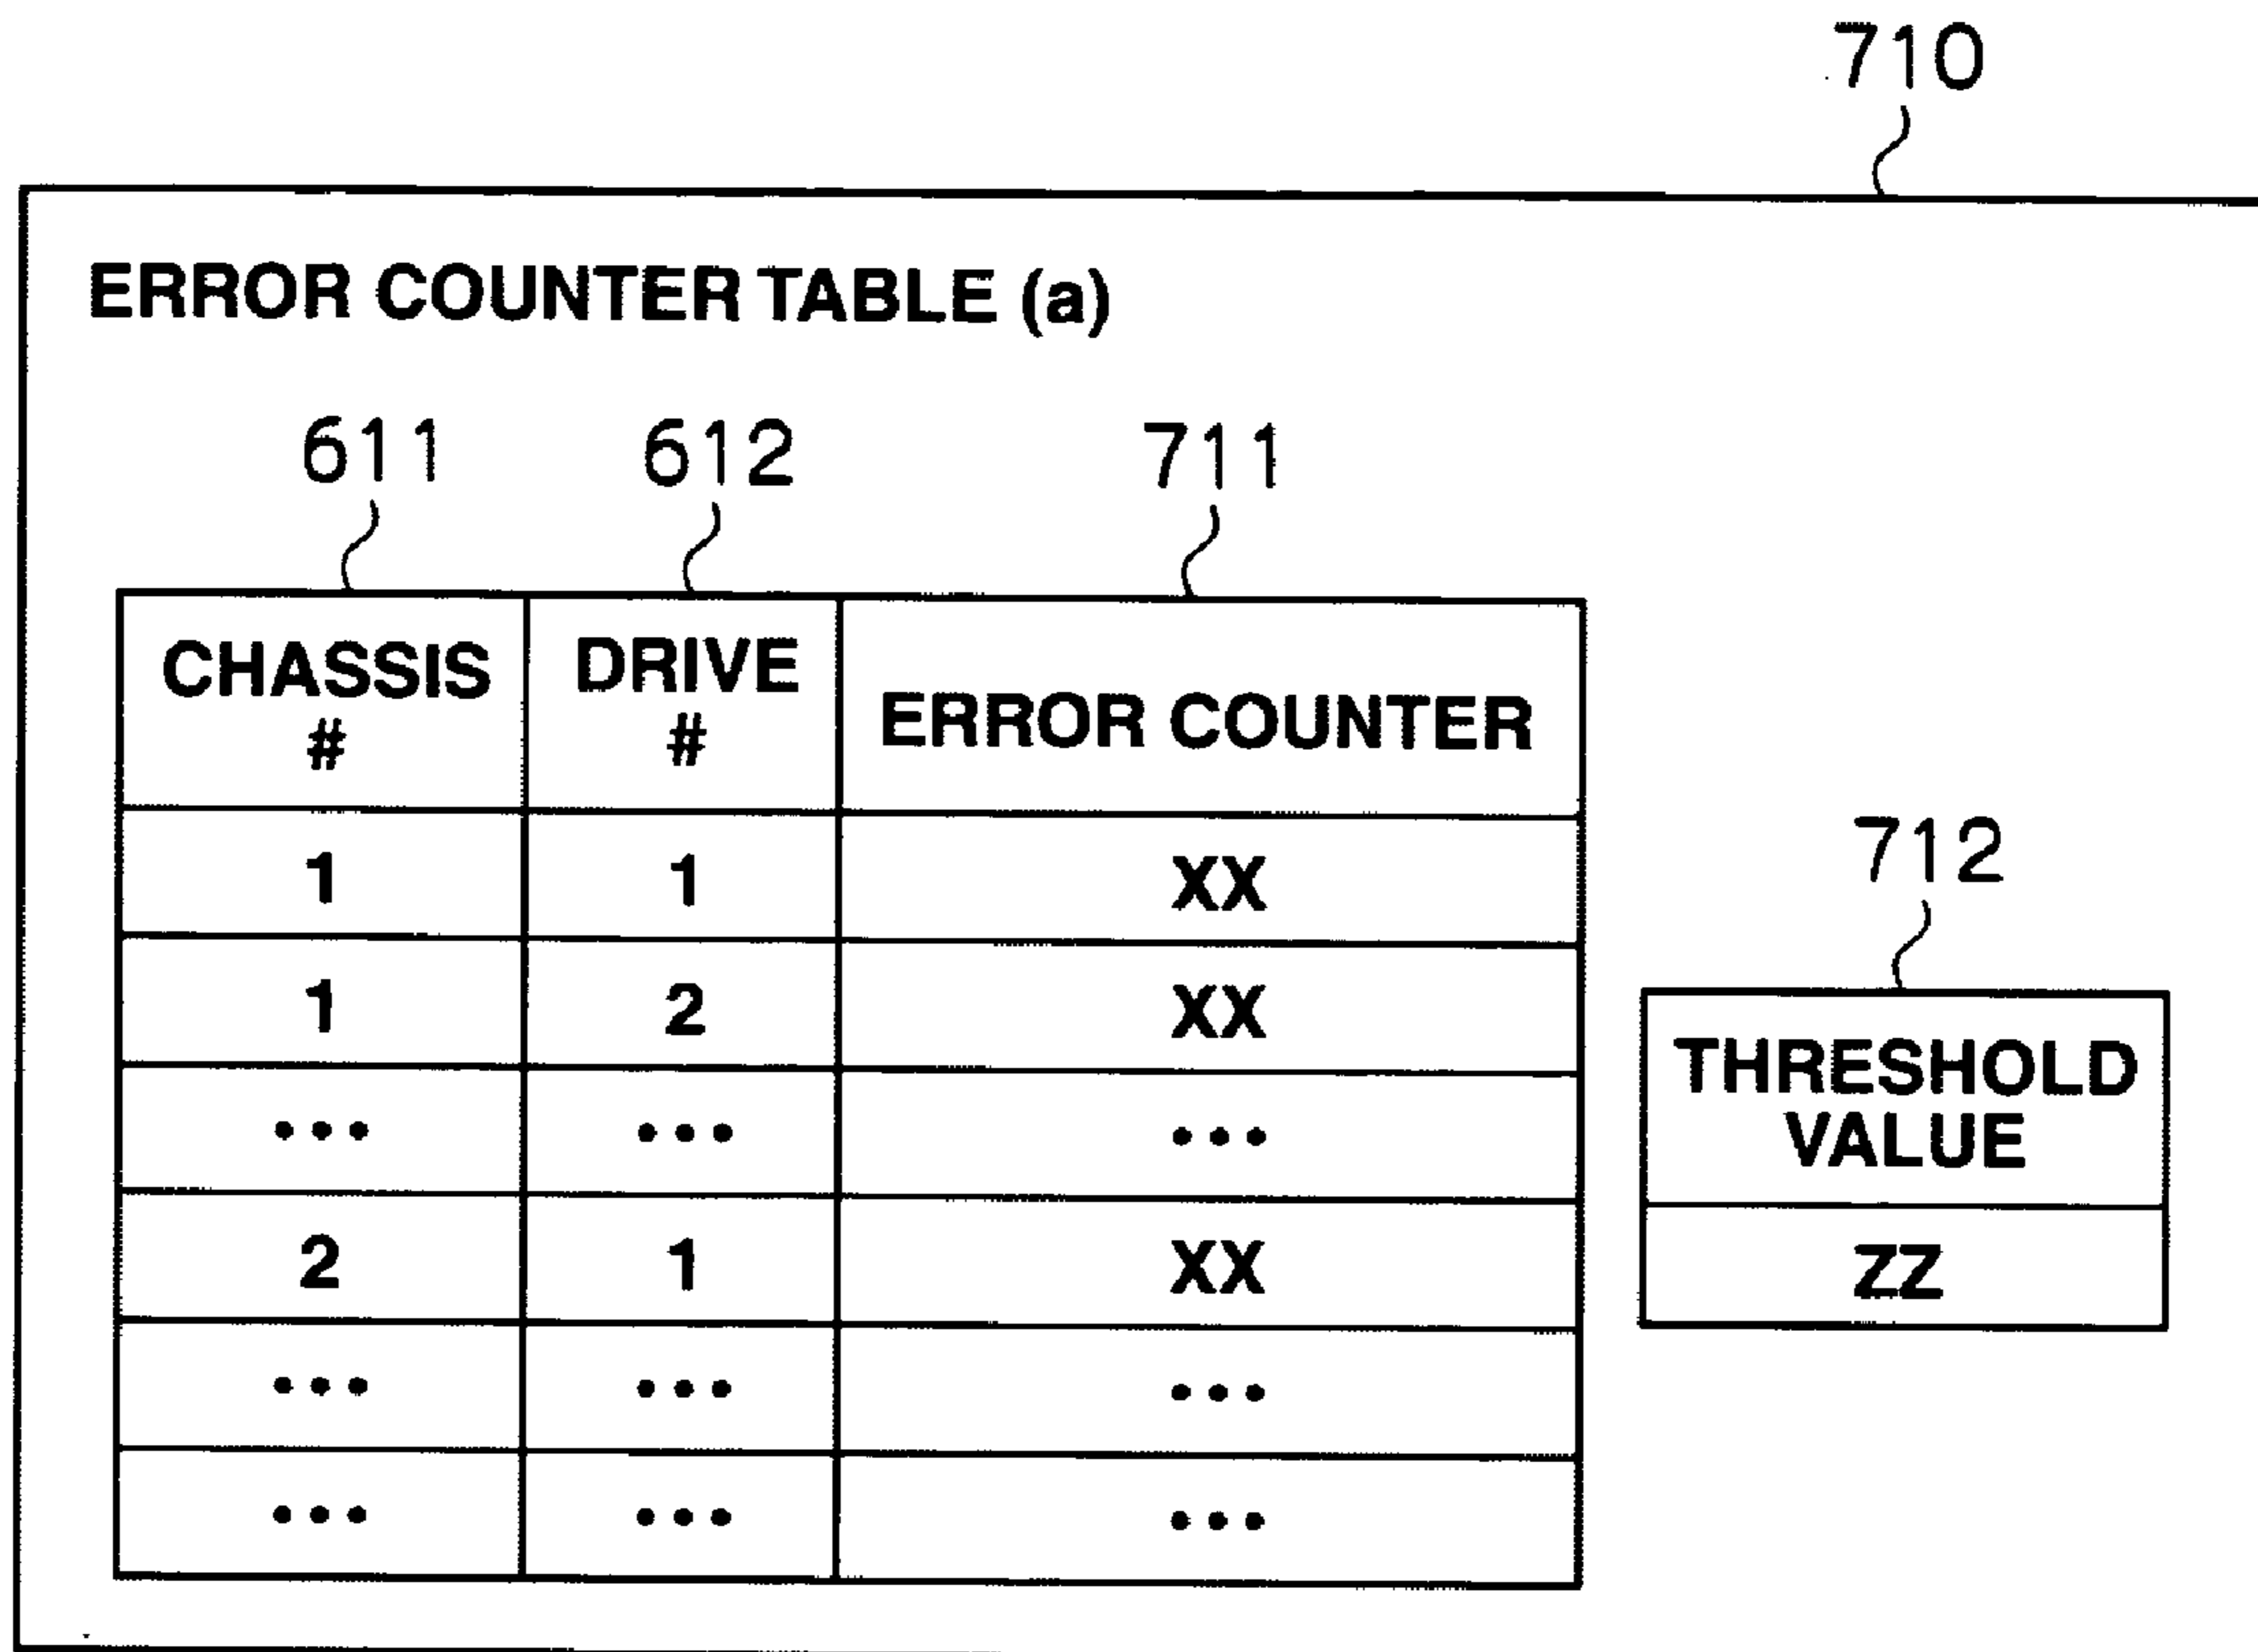 710
ERROR COUNTER TABLE (a)
611 612 711
CHASSIS # DRIVE # ERROR COUNTER
1 1 XX
1 2 XX
••• ••• •••
2 1 XX
••• ••• •••
••• ••• •••
712
THRESHOLD
VALUE
ZZ